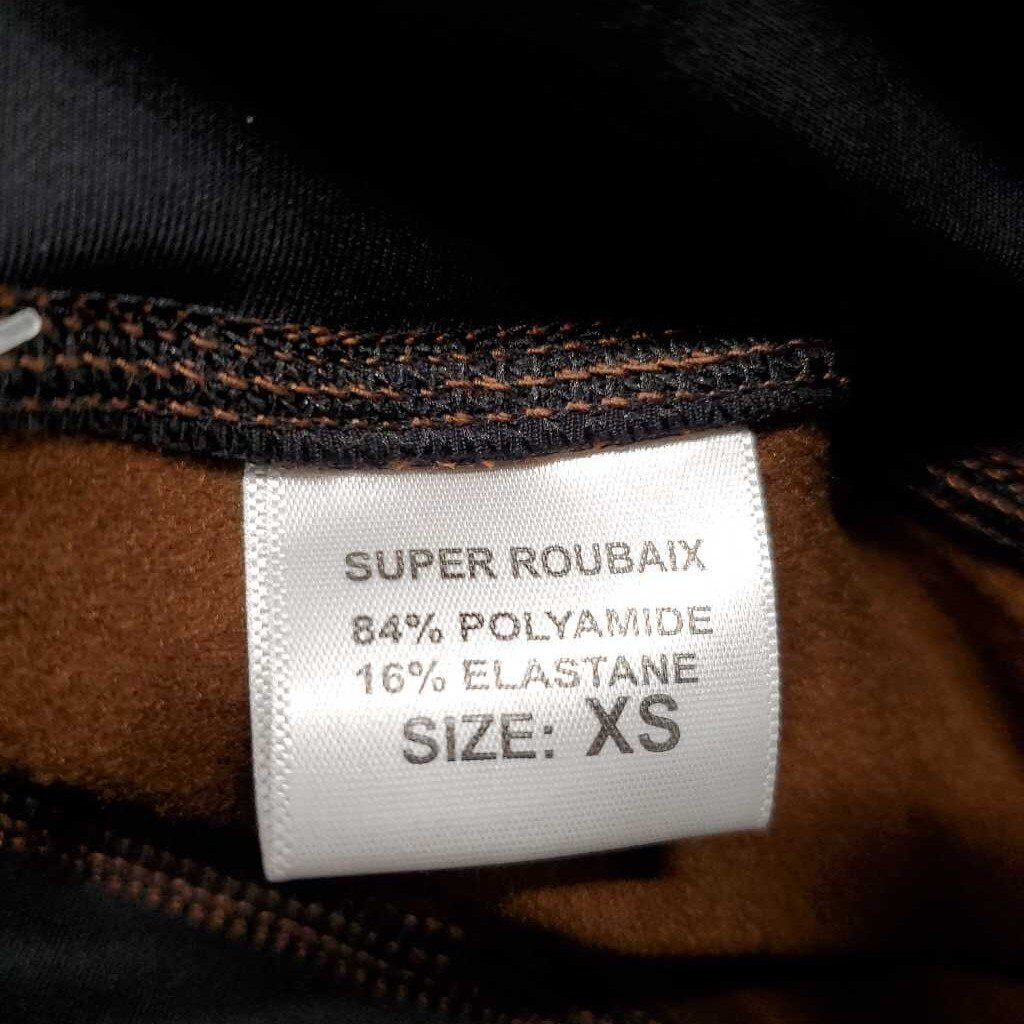 SUPER ROUBAIX
84% POLYAMIDE
16% ELASTANE
SIZE: XS